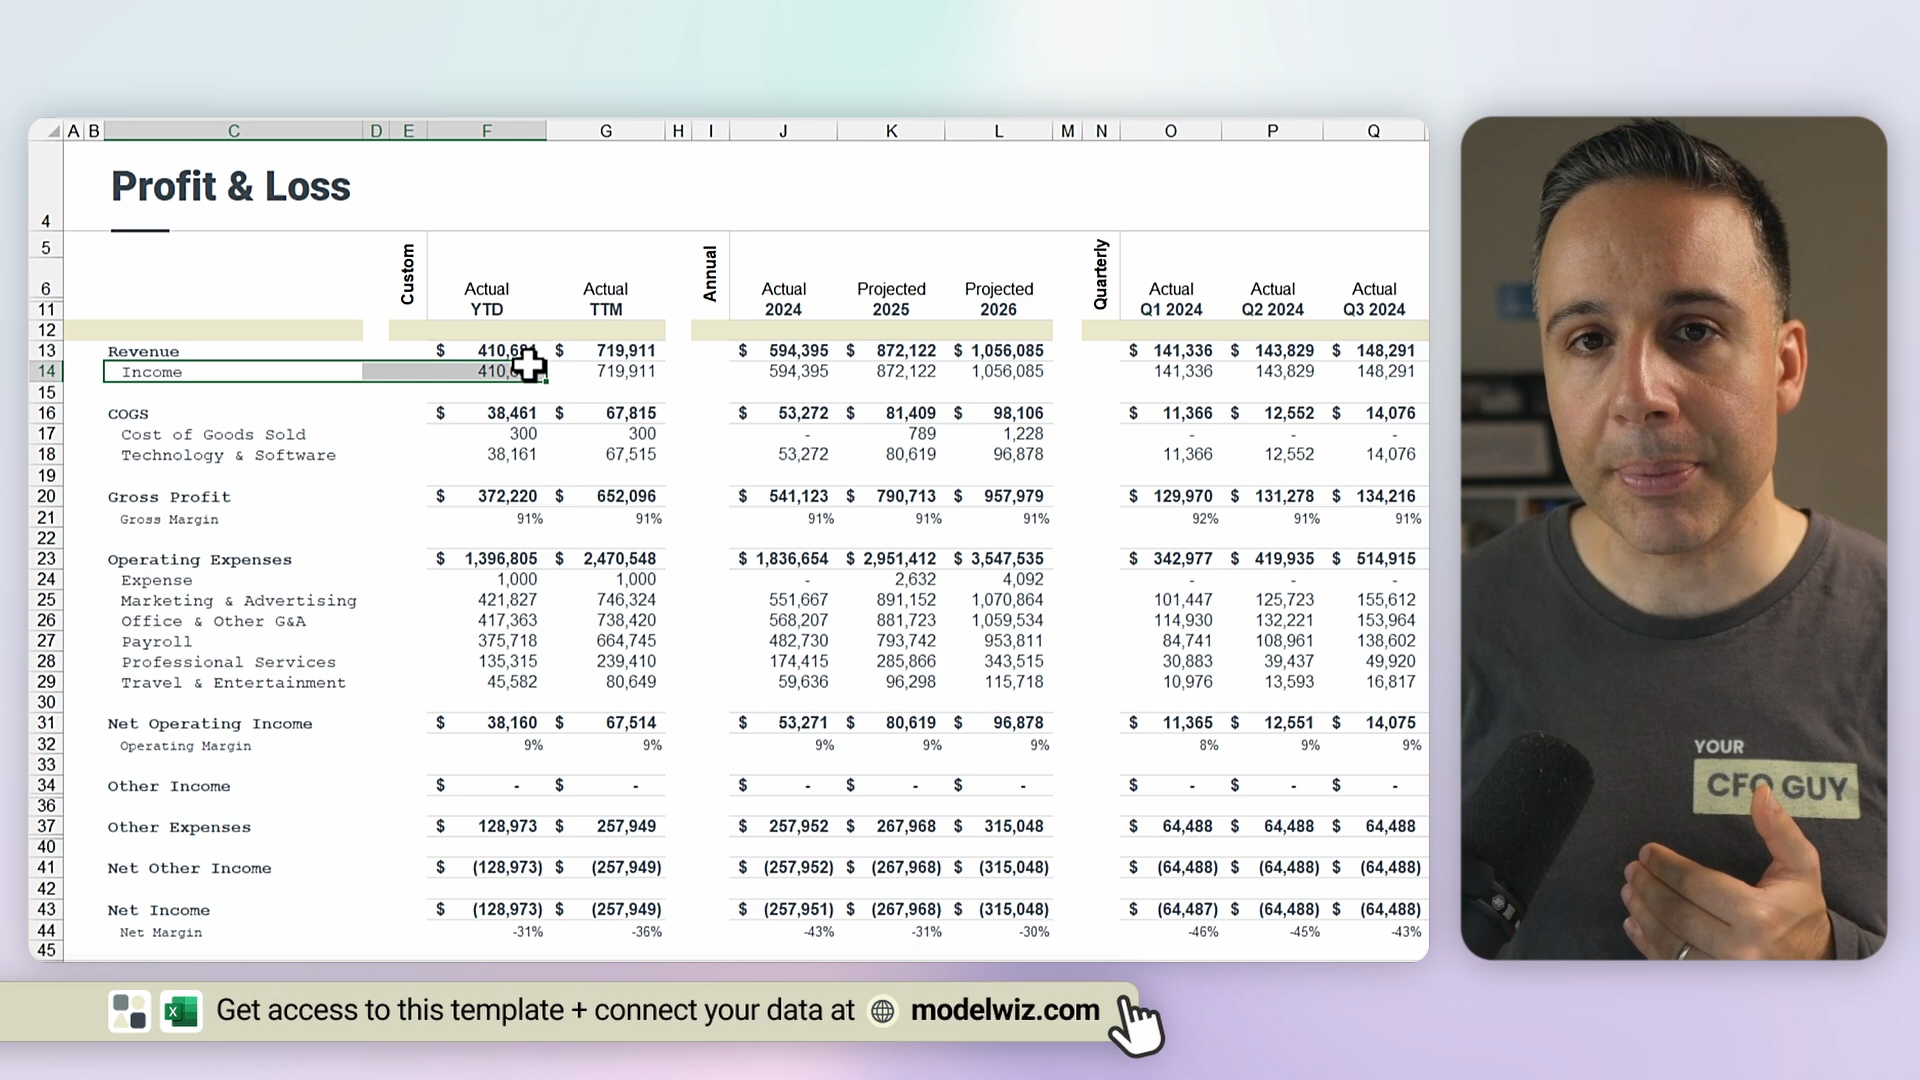 A B C D E F G H I J K L M N O P Q
Profit & Loss
4
5 Custom Annual Quarterly
6 Actual Actual Actual Projected Projected Actual Actual Actual
11 YTD TTM 2024 2025 2026 Q1 2024 Q2 2024 Q3 2024
12
13 Revenue $ $ 719,911 $ 594,395 $ 872,122 $ 1,056,085 $ 141,336 $ 143,829 $ 148,291
14 Income 719,911 594,395 872,122 1,056,085 141,336 143,829 148,291
15
16 COGS $ 38,461 $ 67,815 $ 53,272 $ 81,409 $ 98,106 $ 11,366 $ 12,552 $ 14,076
17 Cost of Goods Sold 300 300 - 789 1,228 - - -
18 Technology & Software 38,161 67,515 53,272 80,619 96,878 11,366 12,552 14,076
19
20 Gross Profit $ 372,220 $ 652,096 $ 541,123 $ 790,713 $ 957,979 $ 129,970 $ 131,278 $ 134,216
21 Gross Margin 91% 91% 91% 91% 91% 92% 91% 91%
22
23 Operating Expenses $ 1,396,805 $ 2,470,548 $ 1,836,654 $ 2,951,412 $ 3,547,535 $ 342,977 $ 419,935 $ 514,915
24 Expense 1,000 1,000 - 2,632 4,092 - - -
25 Marketing & Advertising 421,827 746,324 551,667 891,152 1,070,864 101,447 125,723 155,612
26 Office & Other G&A 417,363 738,420 568,207 881,723 1,059,534 114,930 132,221 153,964
27 Payroll 375,718 664,745 482,730 793,742 953,811 84,741 108,961 138,602
28 Professional Services 135,315 239,410 174,415 285,866 343,515 30,883 39,437 49,920
29 Travel & Entertainment 45,582 80,649 59,636 96,298 115,718 10,976 13,593 16,817
30
31 Net Operating Income $ 38,160 $ 67,514 $ 53,271 $ 80,619 $ 96,878 $ 11,365 $ 12,551 $ 14,075
32 Operating Margin 9% 9% 9% 9% 9% 8% 9% 9%
33
34 Other Income $ - $ - $ - $ - $ - $ - $ - $ -
36
37 Other Expenses $ 128,973 $ 257,949 $ 257,952 $ 267,968 $ 315,048 $ 64,488 $ 64,488 $ 64,488
40
41 Net Other Income $ (128,973) $ (257,949) $ (257,952) $ (267,968) $ (315,048) $ (64,488) $ (64,488) $ (64,488)
42
43 Net Income $ (128,973) $ (257,949) $ (257,951) $ (267,968) $ (315,048) $ (64,487) $ (64,488) $ (64,488)
44 Net Margin -31% -36% -43% -31% -30% -46% -45% -43%
45
YOUR
CFO GUY
Get access to this template + connect your data at modelwiz.com